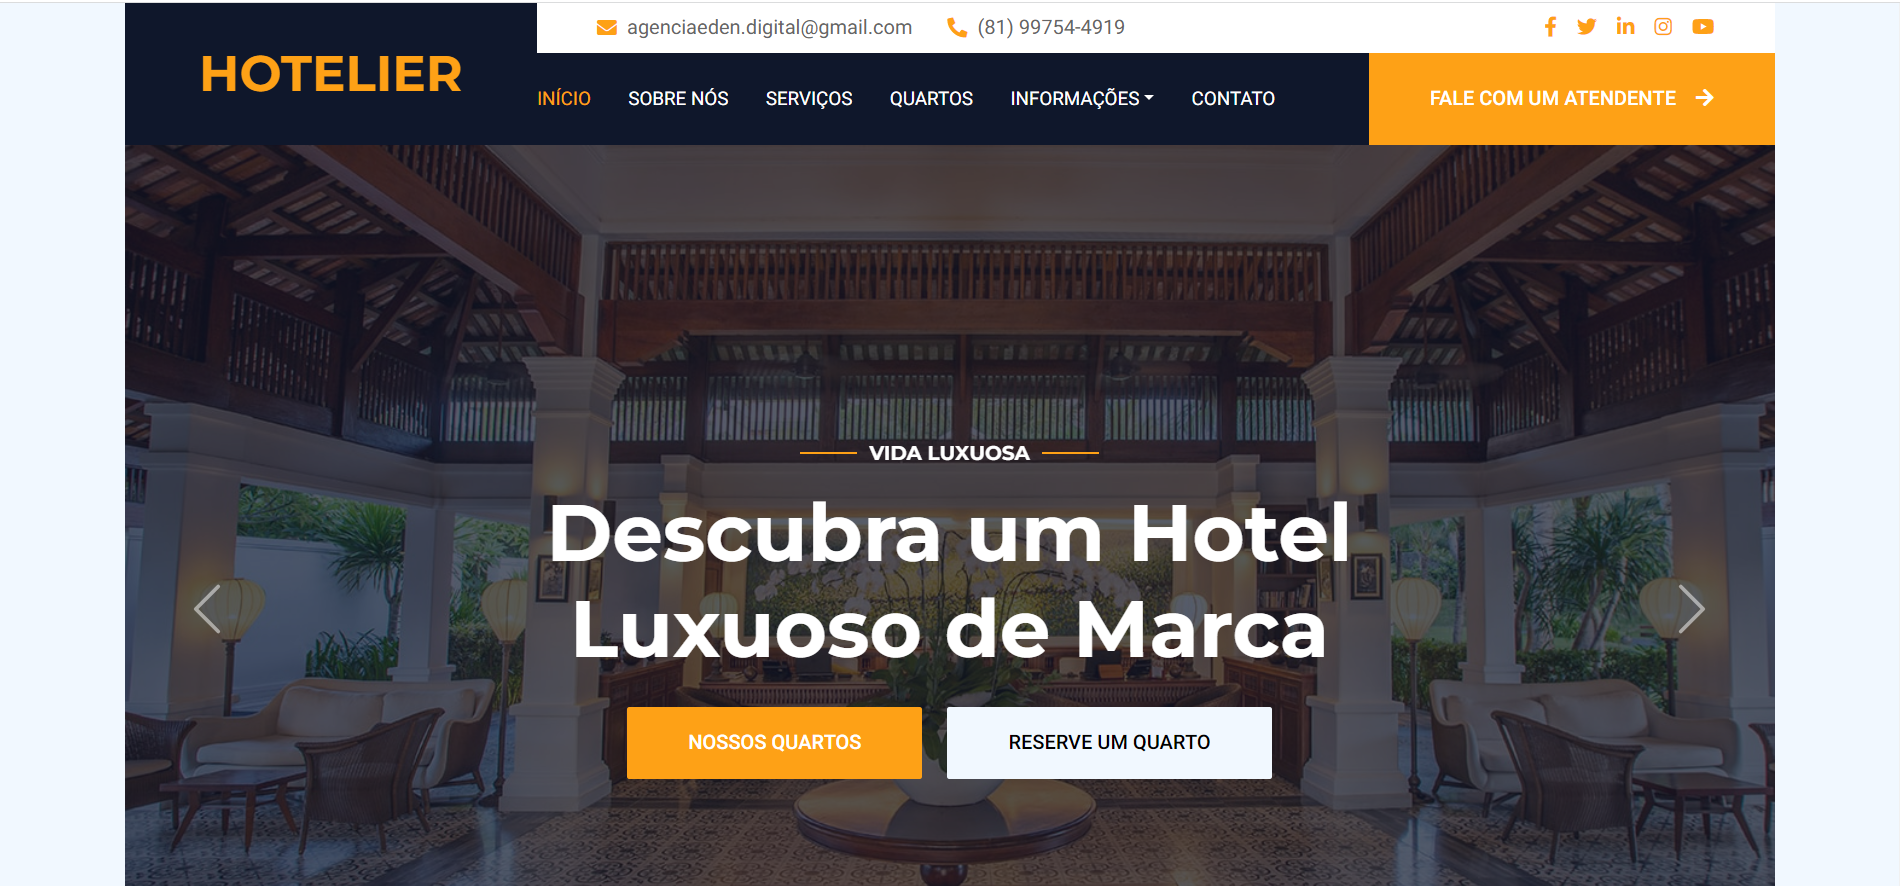 HOTELIER
agenciaeden.digital@gmail.com
(81) 99754-4919
INÍCIO
SOBRE NÓS
SERVIÇOS
QUARTOS
INFORMAÇÕES
CONTATO
FALE COM UM ATENDENTE
VIDA LUXUOSA
Descubra um Hotel
Luxuoso de Marca
NOSSOS QUARTOS
RESERVE UM QUARTO